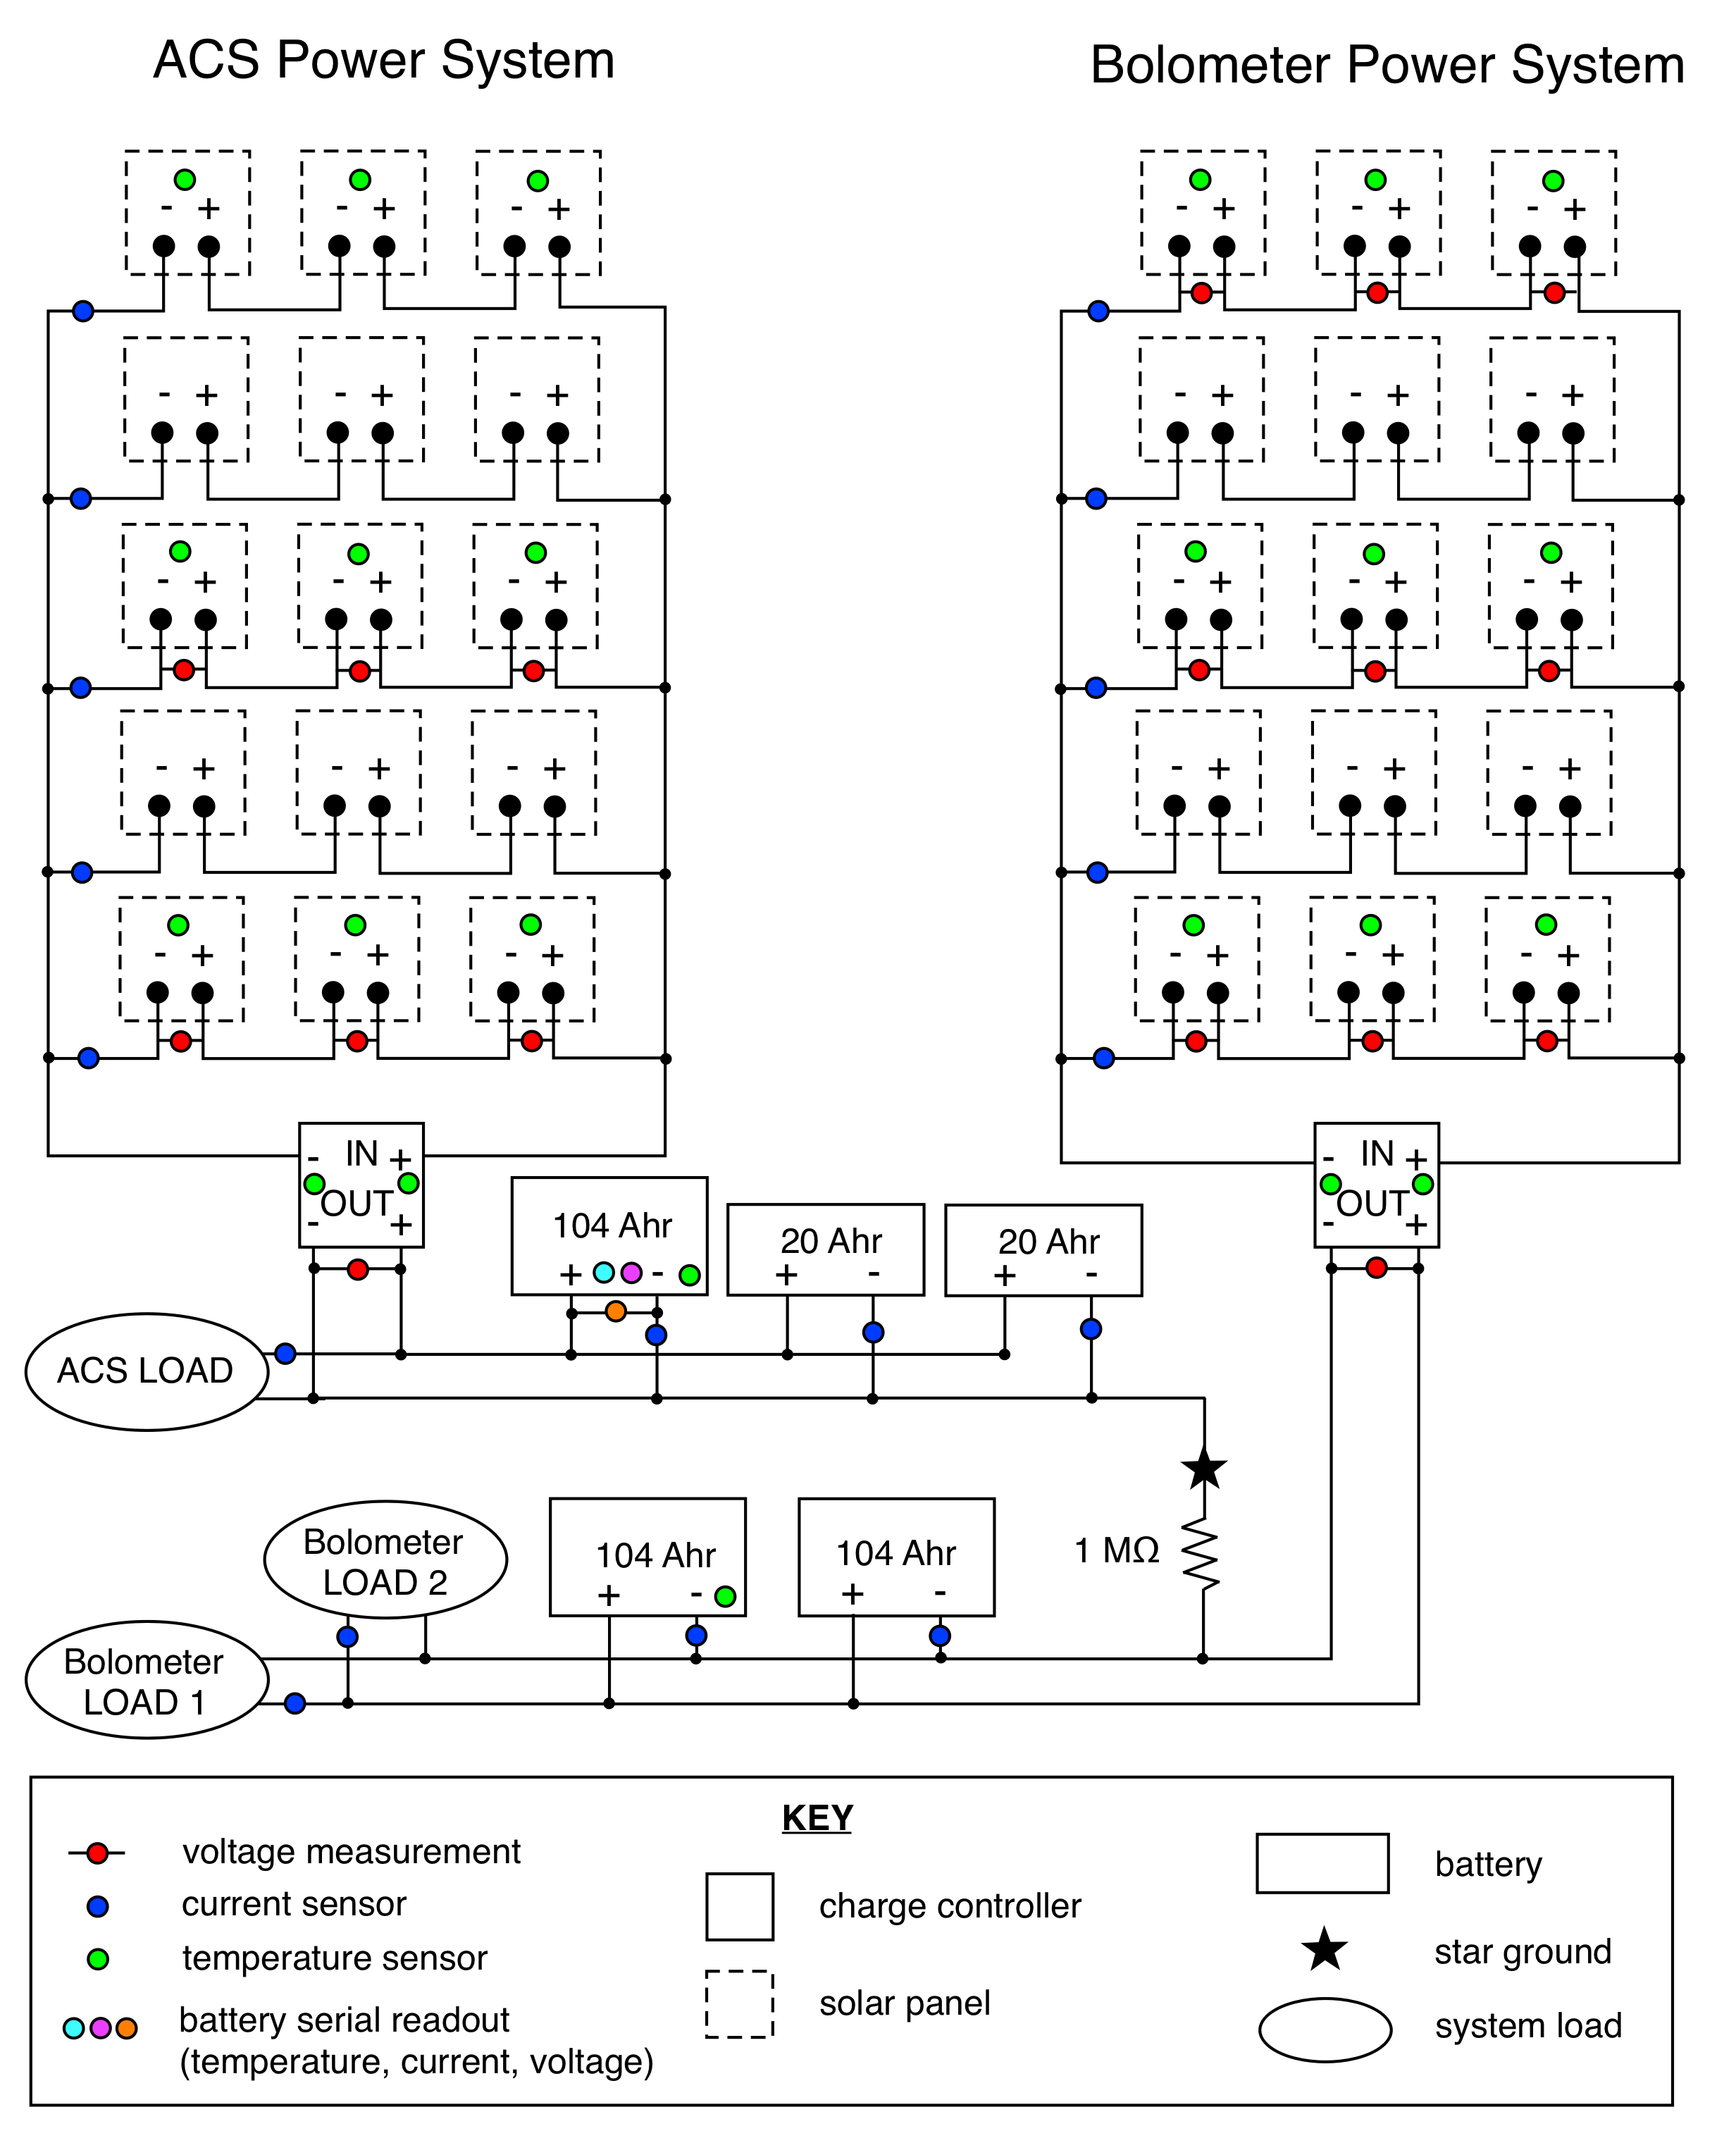 ACS Power System
Bolometer Power System
- + - + - +
- + - + - +
- + - + - +
- + - + - +
- + - + - +
- + - + - +
- + - + - +
- + - + - +
- + - + - +
- + - + - +
- IN +
OUT
- +
- IN +
OUT
- +
104 Ahr
+ -
20 Ahr
+ -
20 Ahr
+ -
ACS LOAD
Bolometer
LOAD 2
104 Ahr
+ -
104 Ahr
+ -
1 MΩ
Bolometer
LOAD 1
KEY
voltage measurement
current sensor
temperature sensor
battery serial readout
(temperature, current, voltage)
charge controller
solar panel
battery
star ground
system load